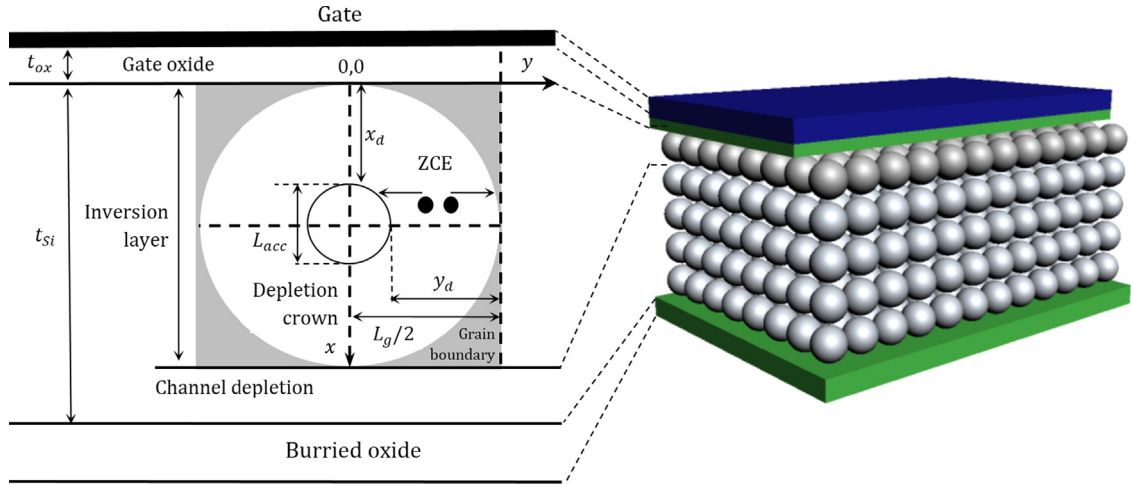 Gate
t_ox
Gate oxide
0,0
y
x_d
ZCE
Inversion
layer
t_Si
L_acc
Depletion
crown
y_d
L_g/2
Grain
boundary
x
Channel depletion
Burried oxide